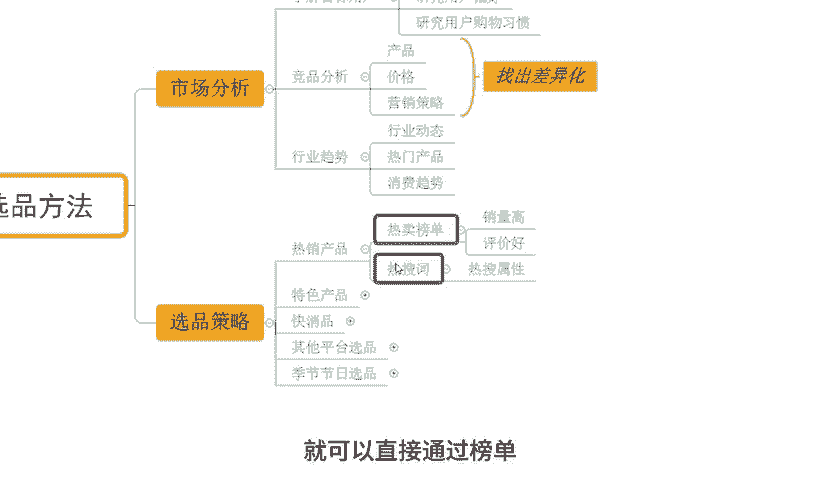 研究用户购物习惯
产品
市场分析
竞品分析
价格
找出差异化
营销策略
行业动态
行业趋势
热门产品
消费趋势
选品方法
销量高
热卖榜单
评价好
热销产品
热搜词
热搜属性
特色产品
选品策略
快消品
其他平台选品
季节节日选品
就可以直接通过榜单